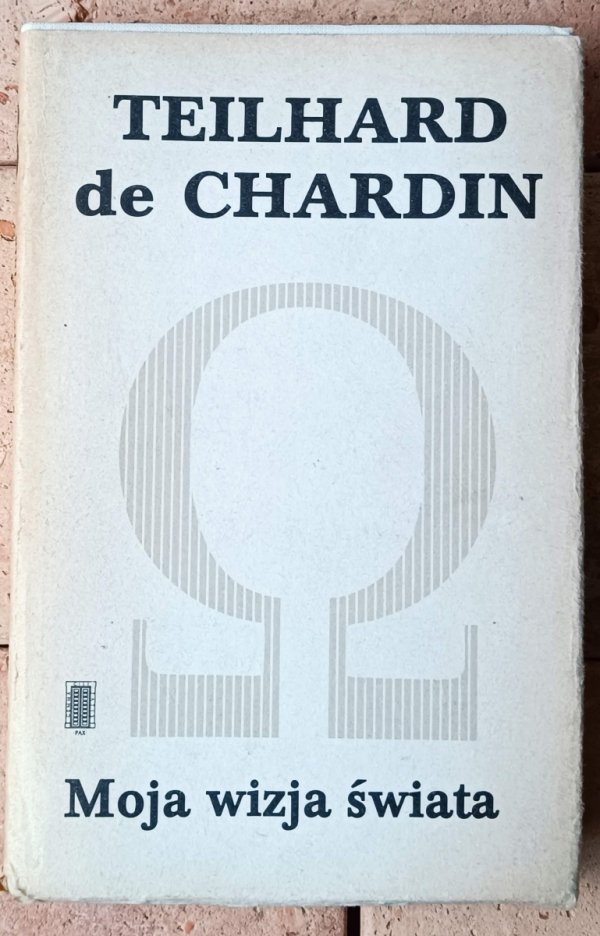 TEILHARD
de CHARDIN
Ω
PAX
Moja wizja świata